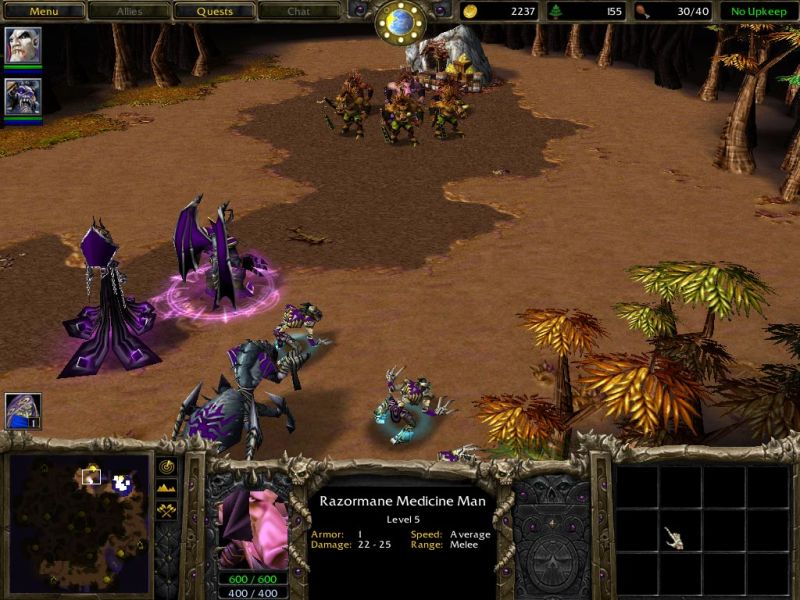 Menu Allies Quests Chat 2237 155 30/40 No Upkeep
1
Razormane Medicine Man
Level 5
Armor: 1 Speed: Average
Damage: 22 - 25 Range: Melee
600 / 600
400 / 400